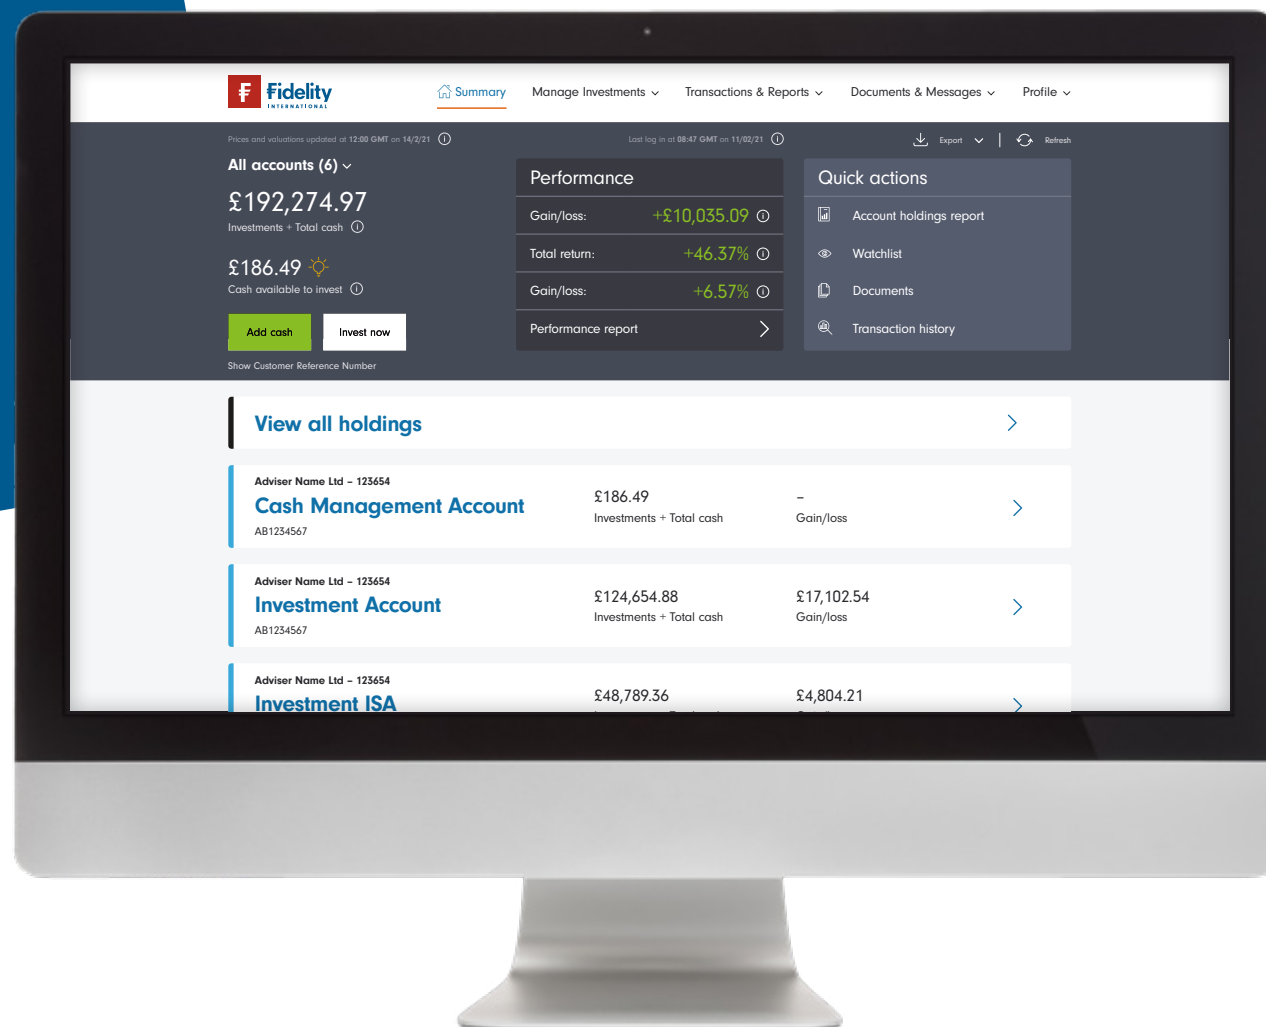 Fidelity
INTERNATIONAL
Summary
Manage Investments
Transactions & Reports
Documents & Messages
Profile
Prices and valuations updated at 12:00 GMT on 14/2/21
Last log in at 08:47 GMT on 11/02/21
Export
Refresh
All accounts (6)
£192,274.97
Investments + Total cash
£186.49
Cash available to invest
Add cash
Invest now
Show Customer Reference Number
Performance
Gain/loss: +£10,035.09
Total return: +46.37%
Gain/loss: +6.57%
Performance report
Quick actions
Account holdings report
Watchlist
Documents
Transaction history
View all holdings
Adviser Name Ltd – 123654
Cash Management Account
AB1234567
£186.49
Investments + Total cash
–
Gain/loss
Adviser Name Ltd – 123654
Investment Account
AB1234567
£124,654.88
Investments + Total cash
£17,102.54
Gain/loss
Adviser Name Ltd – 123654
Investment ISA
£48,789.36
£4,804.21